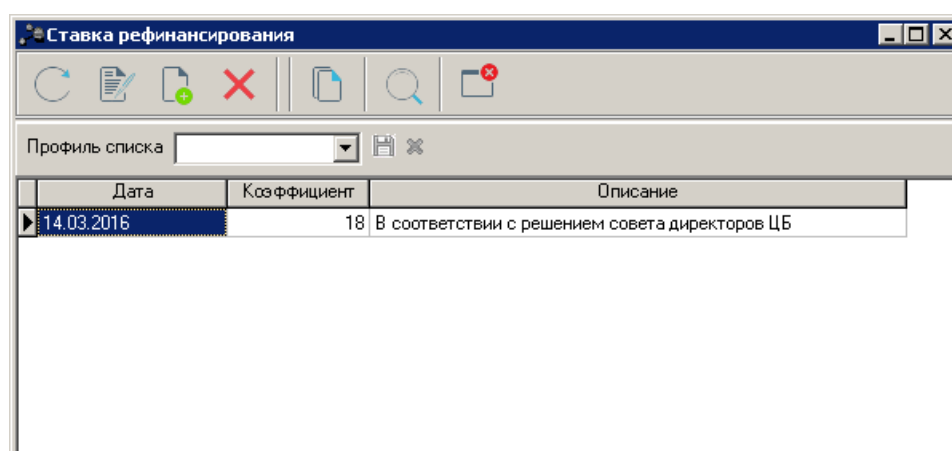 Ставка рефинансирования
Профиль списка
Дата Коэффициент Описание
14.03.2016 18 В соответствии с решением совета директоров ЦБ